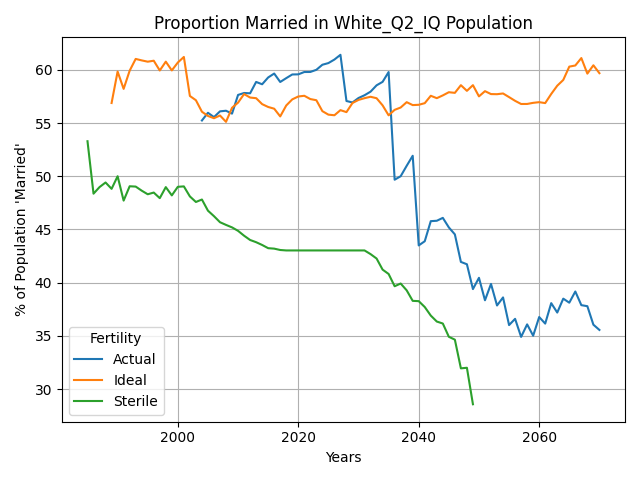 Proportion Married in White_Q2_IQ Population
% of Population 'Married'
60
55
50
45
40
35
30
Fertility
Actual
Ideal
Sterile
2000 2020 2040 2060
Years